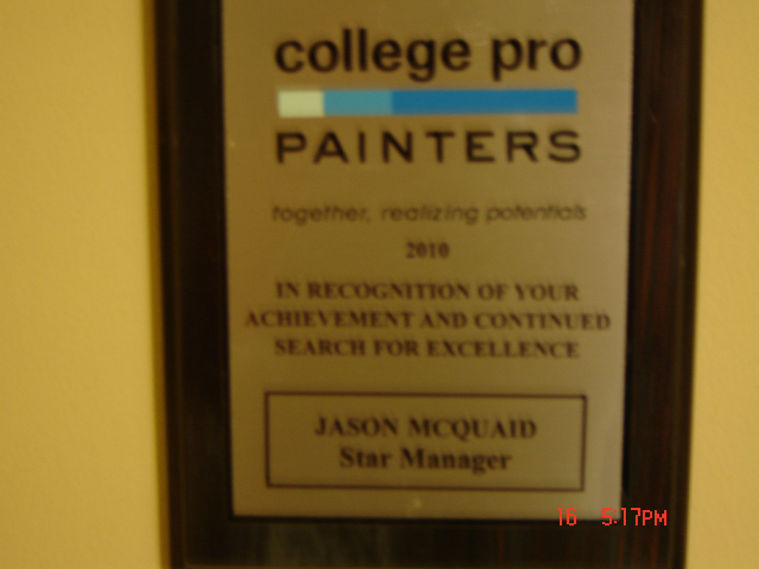 college pro
PAINTERS
together, realizing potentials
2010
IN RECOGNITION OF YOUR
ACHIEVEMENT AND CONTINUED
SEARCH FOR EXCELLENCE
JASON MCQUAID
Star Manager
16 5:17PM